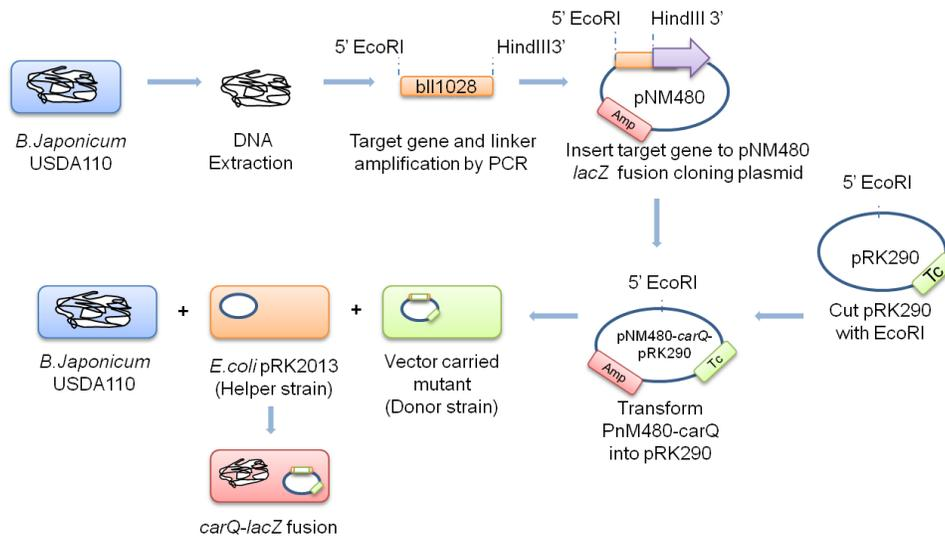 5’ EcoRI
HindIII 3’
5’ EcoRI
HindIII3’
bll1028
pNM480
Amp
B.Japonicum
USDA110
DNA
Extraction
Target gene and linker
amplification by PCR
Insert target gene to pNM480
lacZ fusion cloning plasmid
5’ EcoRI
pRK290
Tc
Cut pRK290
with EcoRI
5’ EcoRI
pNM480-carQ-
pRK290
Amp
Tc
Transform
PnM480-carQ
into pRK290
+
+
B.Japonicum
USDA110
E.coli pRK2013
(Helper strain)
Vector carried
mutant
(Donor strain)
carQ-lacZ fusion